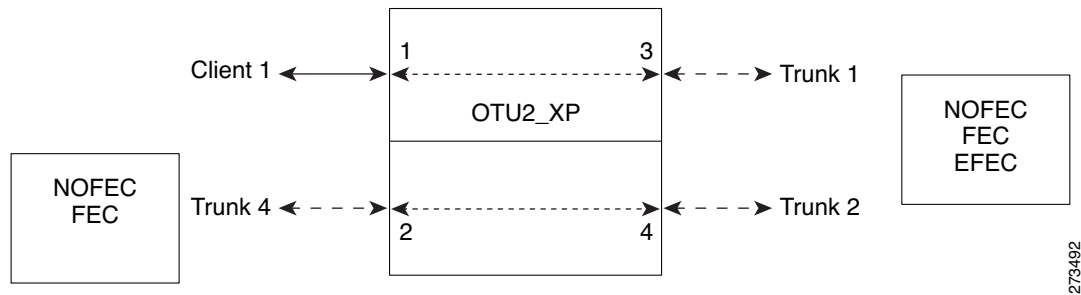 1 3
Client 1 Trunk 1
OTU2_XP
NOFEC
FEC
EFEC
NOFEC
FEC
Trunk 4 Trunk 2
2 4
273492